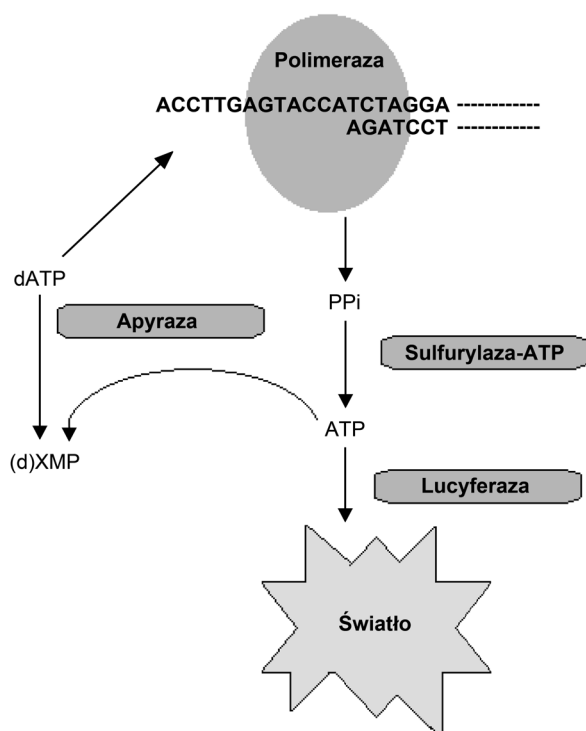 Polimeraza
ACCTTGAGTACCATCTAGGA ------------
AGATCCT ------------
dATP
PPi
Apyraza
Sulfurylaza-ATP
ATP
(d)XMP
Lucyferaza
Światło